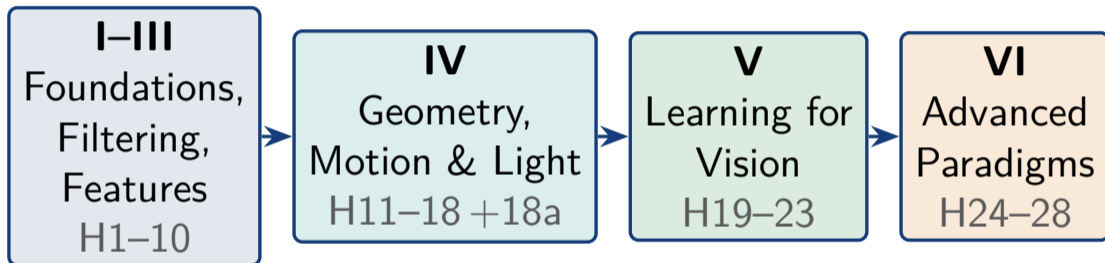 I–III
Foundations,
Filtering,
Features
H1–10
IV
Geometry,
Motion & Light
H11–18 +18a
V
Learning for
Vision
H19–23
VI
Advanced
Paradigms
H24–28